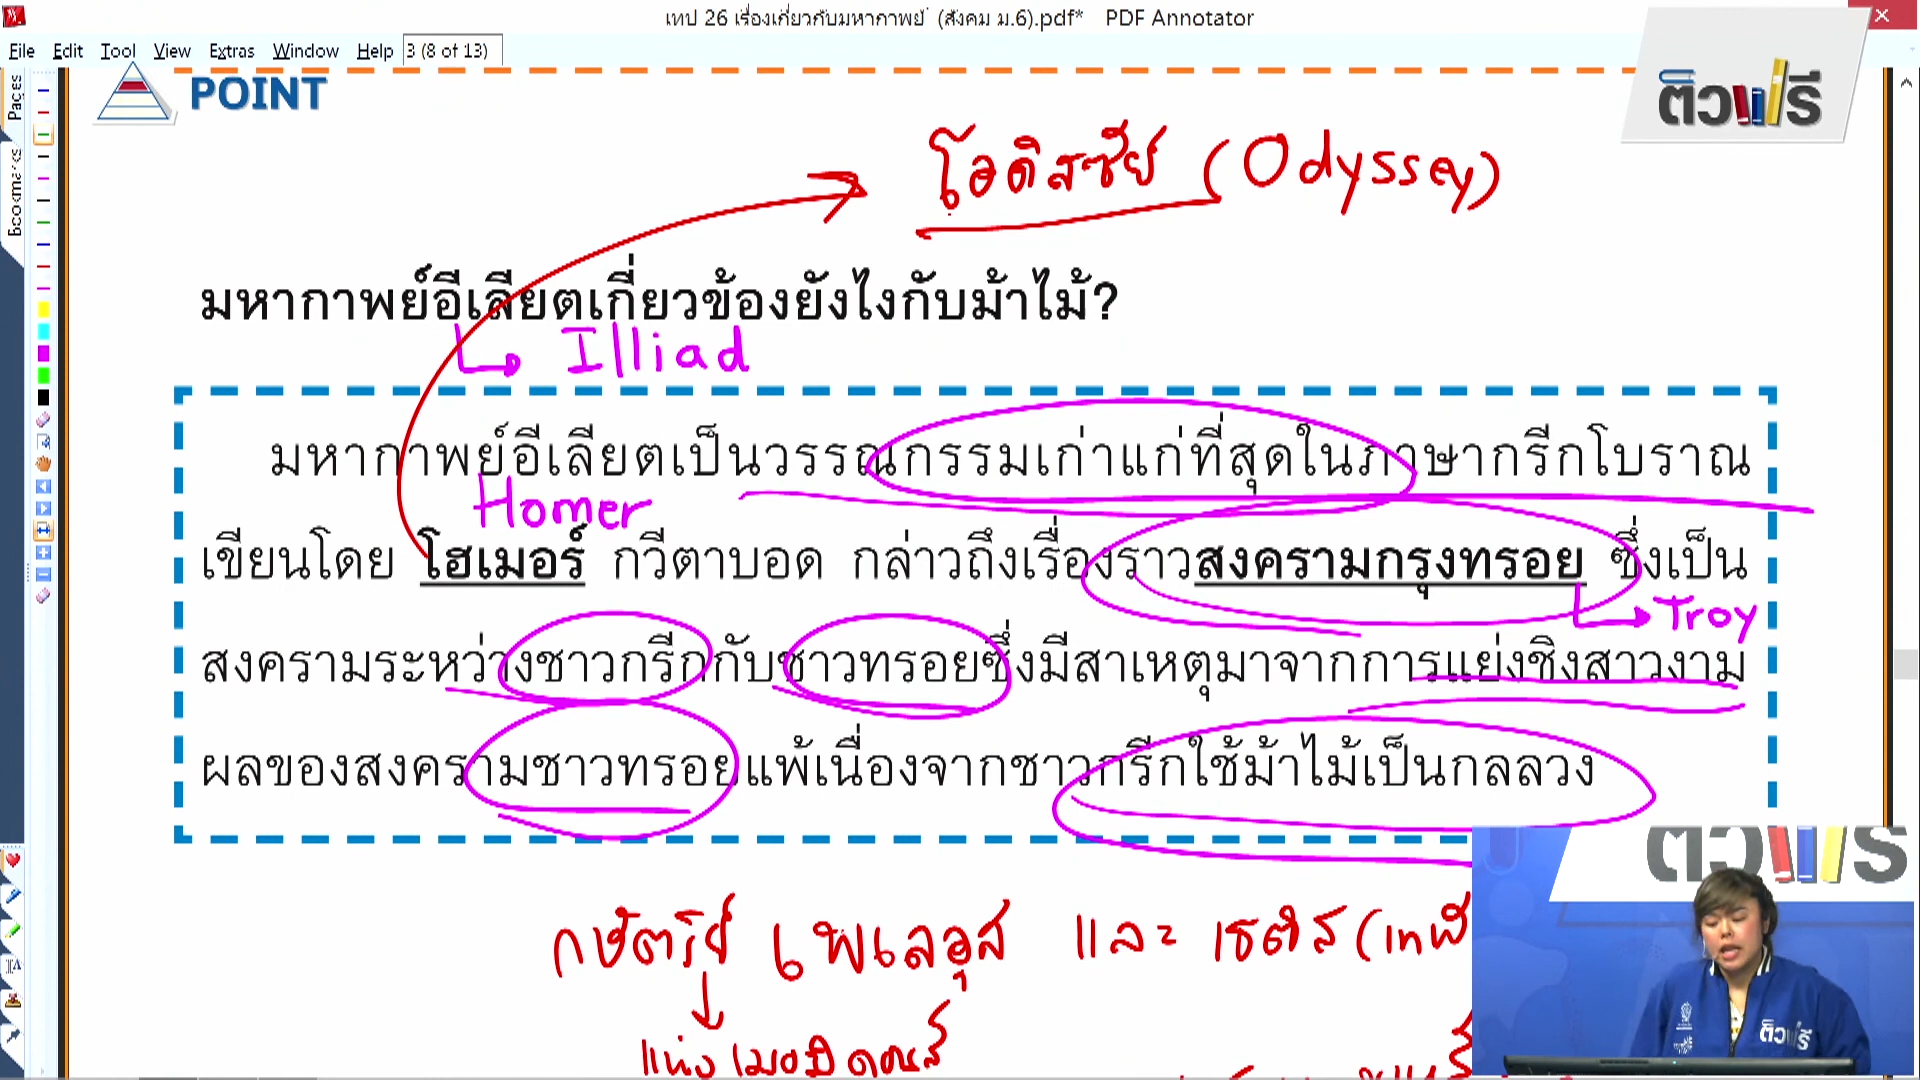 เทป 26 เรื่องเกี่ยวกับมหากาพย์ (สังคม ม.6).pdf* PDF Annotator
File Edit Tool View Extras Window Help 3 (8 of 13)
Pages
Bookmarks
ติวฟรี
POINT
โอดิสซีย์ (Odyssey)
มหากาพย์อีเลียตเกี่ยวข้องยังไงกับม้าไม้?
Illiad
มหากาพย์อีเลียตเป็นวรรณกรรมเก่าแก่ที่สุดในภาษากรีกโบราณ
Homer
เขียนโดย โฮเมอร์ กวีตาบอด กล่าวถึงเรื่องราวสงครามกรุงทรอย ซึ่งเป็น
Troy
สงครามระหว่างชาวกรีกกับชาวทรอยซึ่งมีสาเหตุมาจากการแย่งชิงสาวงาม
ผลของสงครามชาวทรอยแพ้เนื่องจากชาวกรีกใช้ม้าไม้เป็นกลลวง
กษัตริย์ เพเลอุส และ เธติส (เทพี
แห่งเมอมิดอนส์
ติวฟรี